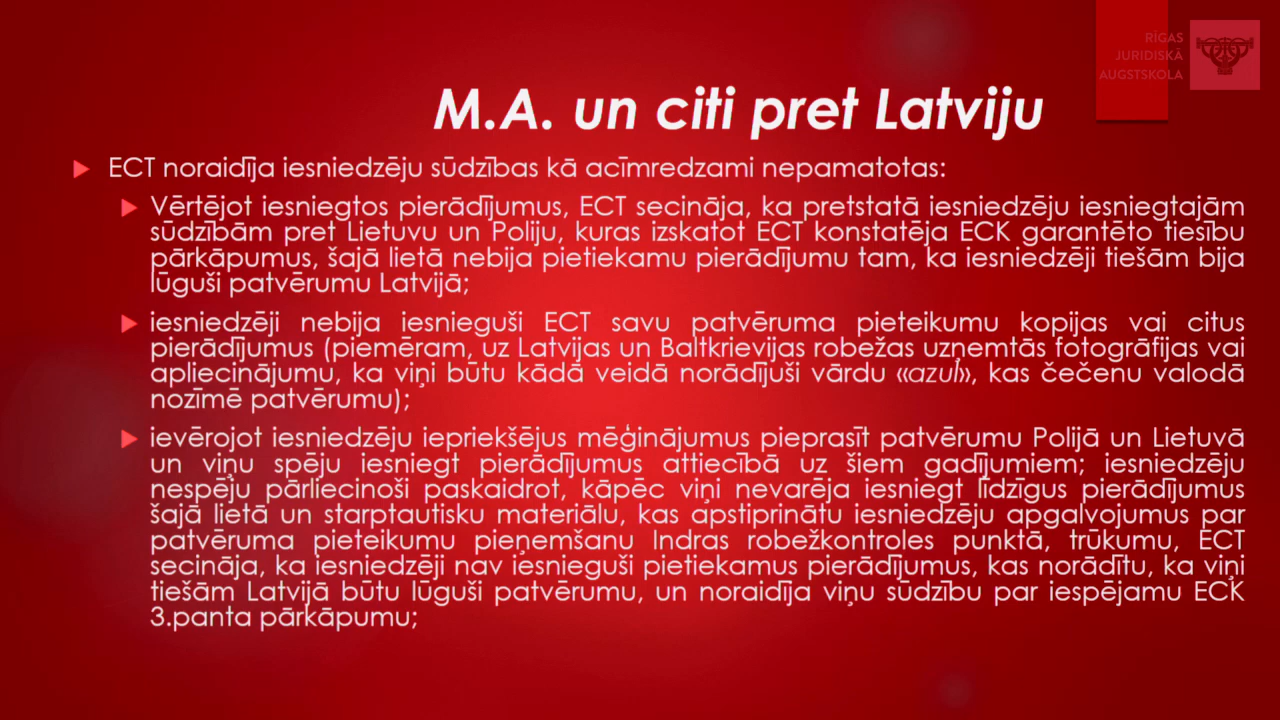 RĪGAS
JURIDISKĀ
AUGSTSKOLA
M.A. un citi pret Latviju
ECT noraidīja iesniedzēju sūdzības kā acīmredzami nepamatotas:
Vērtējot iesniegtos pierādījumus, ECT secināja, ka pretstatā iesniedzēju iesniegtajām
sūdzībām pret Lietuvu un Poliju, kuras izskatot ECT konstatēja ECK garantēto tiesību
pārkāpumus, šajā lietā nebija pietiekamu pierādījumu tam, ka iesniedzēji tiešām bija
lūguši patvērumu Latvijā;
iesniedzēji nebija iesnieguši ECT savu patvēruma pieteikumu kopijas vai citus
pierādījumus (piemēram, uz Latvijas un Baltkrievijas robežas uzņemtās fotogrāfijas vai
apliecinājumu, ka viņi būtu kādā veidā norādījuši vārdu «azul», kas čečenu valodā
nozīmē patvērumu);
ievērojot iesniedzēju iepriekšējus mēģinājumus pieprasīt patvērumu Polijā un Lietuvā
un viņu spēju iesniegt pierādījumus attiecībā uz šiem gadījumiem; iesniedzēju
nespēju pārliecinoši paskaidrot, kāpēc viņi nevarēja iesniegt līdzīgus pierādījumus
šajā lietā un starptautisku materiālu, kas apstiprinātu iesniedzēju apgalvojumus par
patvēruma pieteikumu pieņemšanu Indras robežkontroles punktā, trūkumu, ECT
secināja, ka iesniedzēji nav iesnieguši pietiekamus pierādījumus, kas norādītu, ka viņi
tiešām Latvijā būtu lūguši patvērumu, un noraidīja viņu sūdzību par iespējamu ECK
3.panta pārkāpumu;